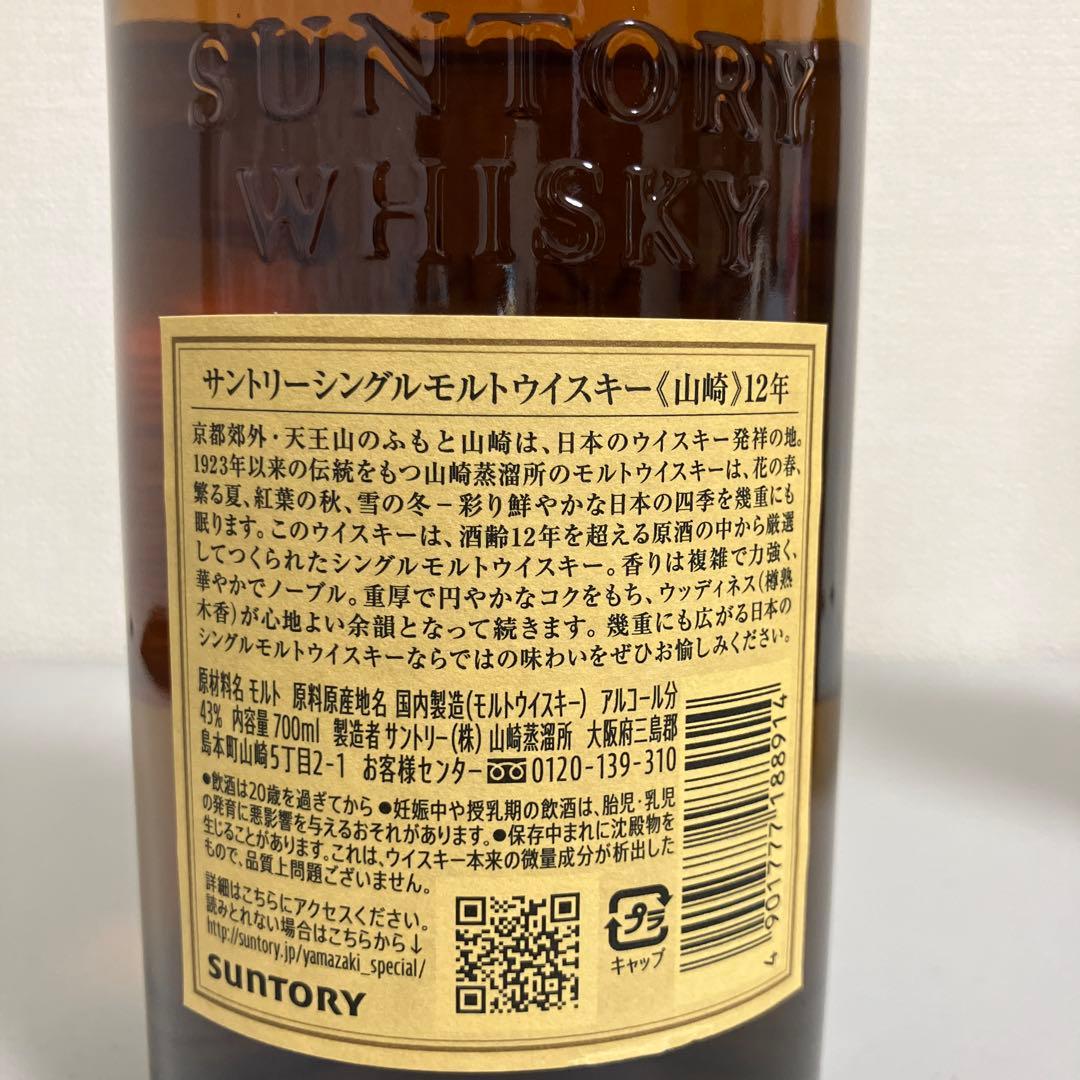 SUNTORY
WHISKY
サントリーシングルモルトウイスキー《山崎》12年
京都郊外・天王山のふもと山崎は、日本のウイスキー発祥の地。
1923年以来の伝統をもつ山崎蒸溜所のモルトウイスキーは、花の春、
繁る夏、紅葉の秋、雪の冬－彩り鮮やかな日本の四季を幾重にも
眠ります。このウイスキーは、酒齢12年を超える原酒の中から厳選
してつくられたシングルモルトウイスキー。香りは複雑で力強く、
華やかでノーブル。重厚で円やかなコクをもち、ウッディネス(樽熟
木香)が心地よい余韻となって続きます。幾重にも広がる日本の
シングルモルトウイスキーならではの味わいをぜひお愉しみください。
原材料名 モルト 原料原産地名 国内製造(モルトウイスキー) アルコール分
43% 内容量 700ml 製造者 サントリー(株) 山崎蒸溜所 大阪府三島郡
島本町山崎5丁目2-1 お客様センター 0120-139-310
●飲酒は20歳を過ぎてから ●妊娠中や授乳期の飲酒は、胎児・乳児
の発育に悪影響を与えるおそれがあります。●保存中まれに沈殿物を
生じることがあります。これは、ウイスキー本来の微量成分が析出した
もので、品質上問題ございません。
詳細はこちらにアクセスください。
読みとれない場合はこちらから↓
http://suntory.jp/yamazaki_special/
SUNTORY
プラ
キャップ
4 901777 188914